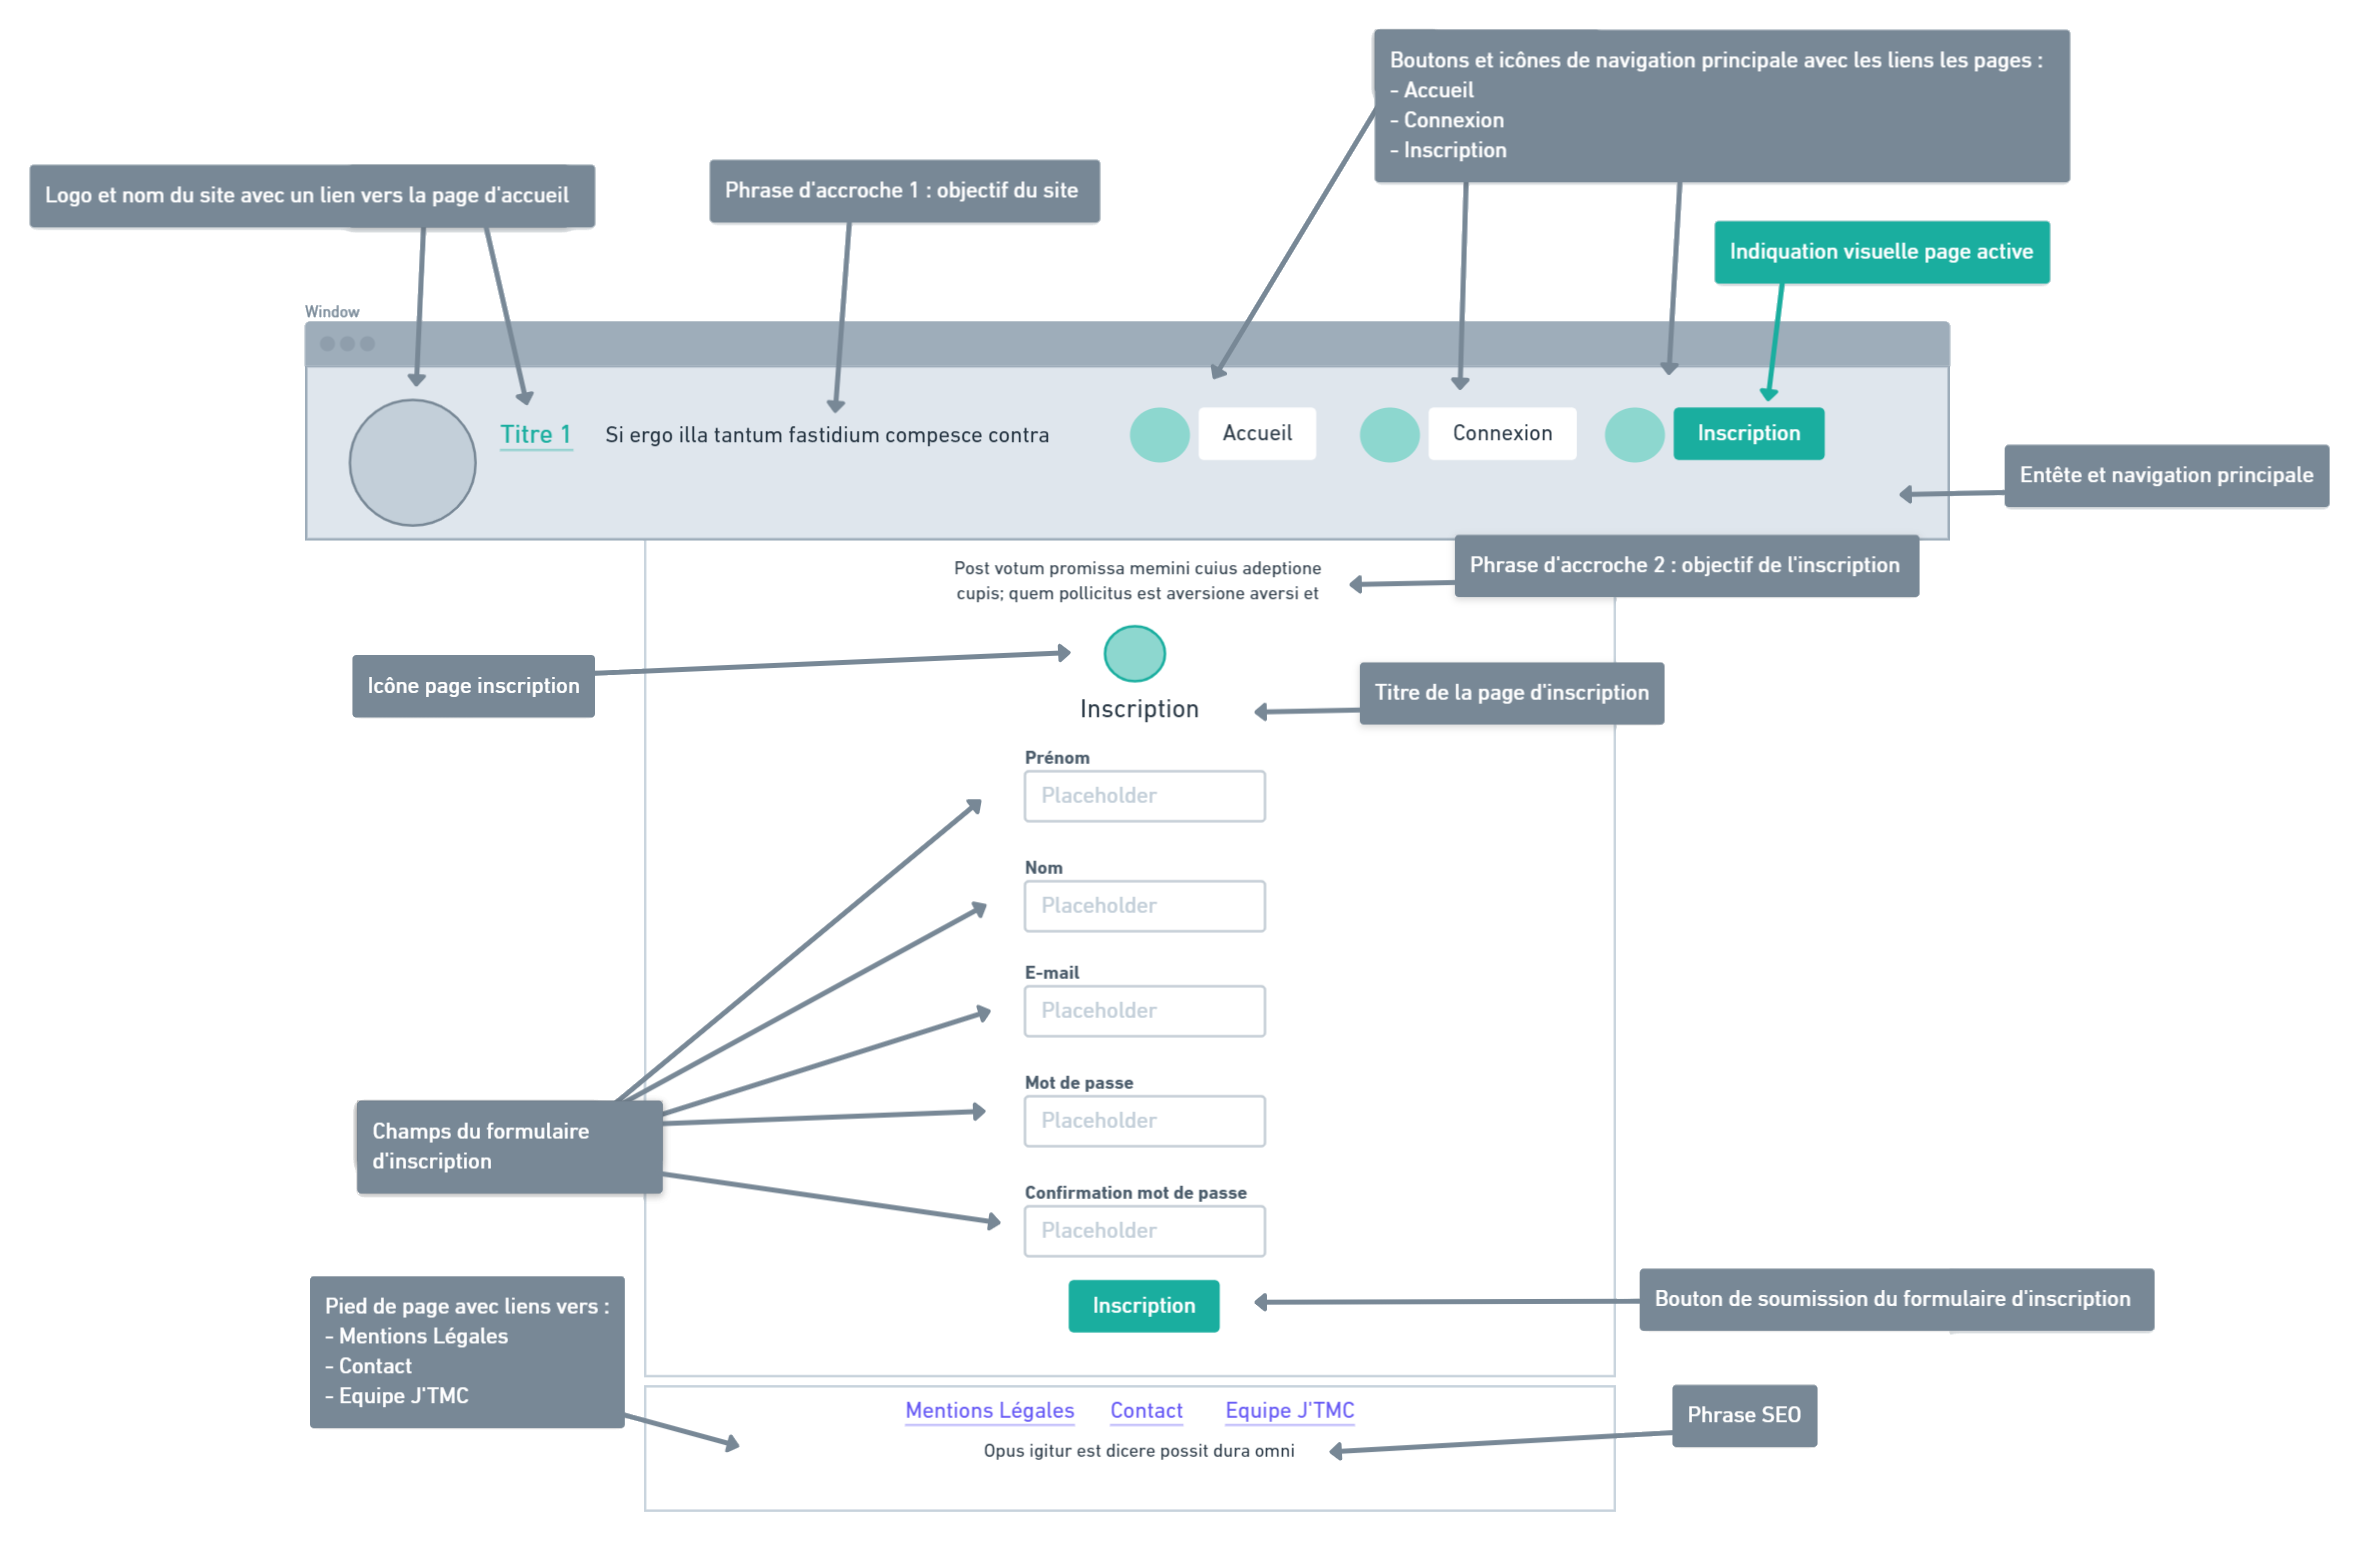 Boutons et icônes de navigation principale avec les liens les pages :
- Accueil
- Connexion
- Inscription
Logo et nom du site avec un lien vers la page d'accueil
Phrase d'accroche 1 : objectif du site
Indiquation visuelle page active
Window
Titre 1
Si ergo illa tantum fastidium compesce contra
Accueil
Connexion
Inscription
Entête et navigation principale
Post votum promissa memini cuius adeptione
cupis; quem pollicitus est aversione aversi et
Phrase d'accroche 2 : objectif de l'inscription
Icône page inscription
Inscription
Titre de la page d'inscription
Prénom
Placeholder
Nom
Placeholder
E-mail
Placeholder
Mot de passe
Placeholder
Champs du formulaire
d'inscription
Confirmation mot de passe
Placeholder
Inscription
Bouton de soumission du formulaire d'inscription
Pied de page avec liens vers :
- Mentions Légales
- Contact
- Equipe J'TMC
Mentions Légales
Contact
Equipe J'TMC
Phrase SEO
Opus igitur est dicere possit dura omni